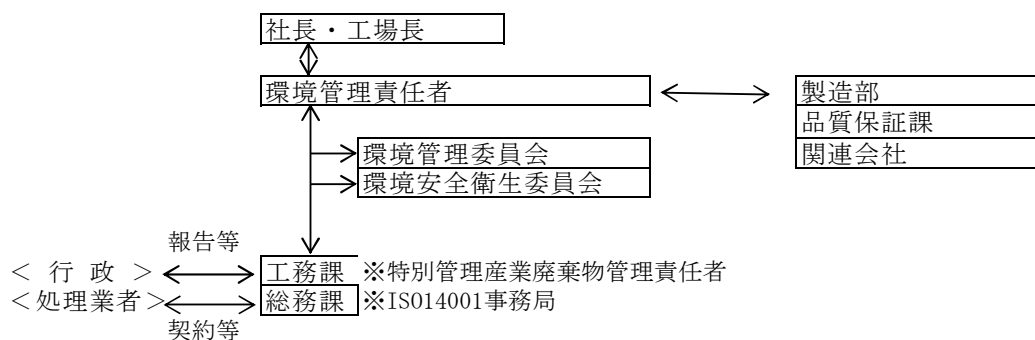 社長・工場長
環境管理責任者
製造部
品質保証課
関連会社
環境管理委員会
環境安全衛生委員会
報告等
＜ 行 政 ＞
工務課 ※特別管理産業廃棄物管理責任者
＜処理業者＞
総務課 ※ISO14001事務局
契約等